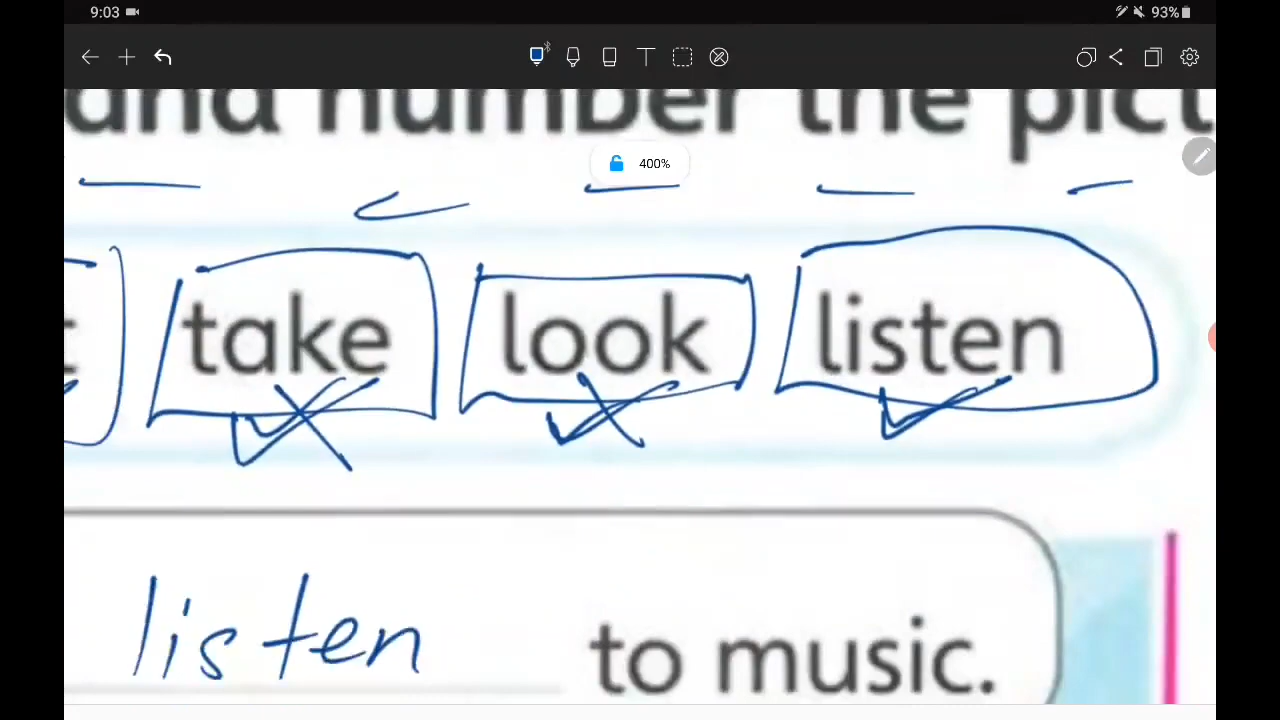 9:03 93%
and number the pict
400%
take look listen
listen to music.